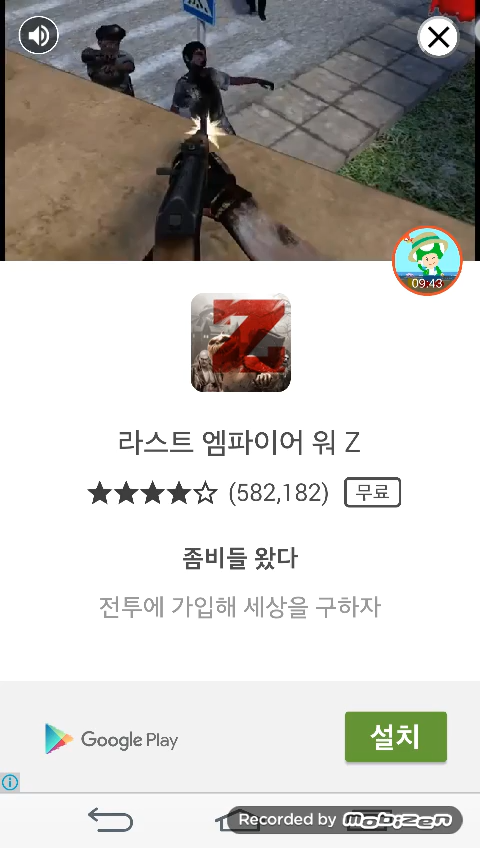 09:43
Z
라스트 엠파이어 워 Z
(582,182) 무료
좀비들 왔다
전투에 가입해 세상을 구하자
Google Play
설치
Recorded by Mobizen